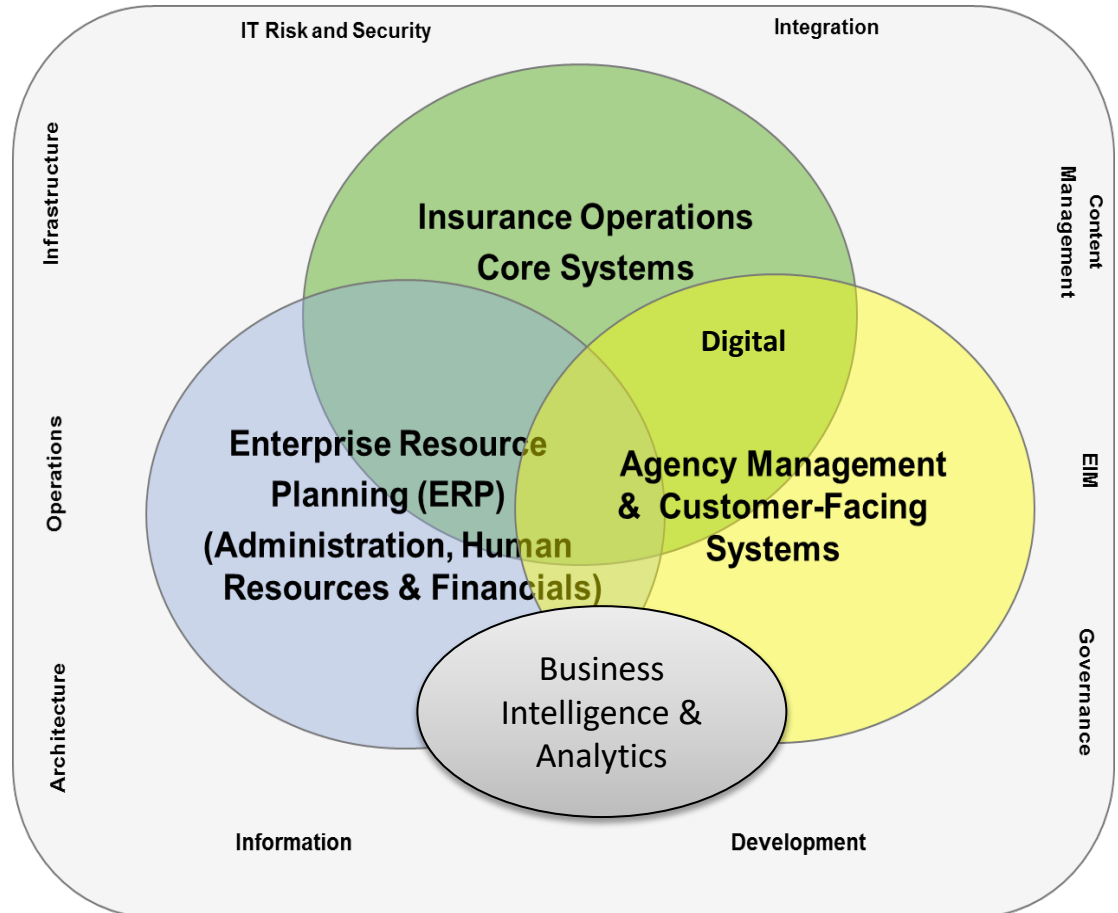 IT Risk and Security
Integration
Infrastructure
Content
Management
Insurance Operations
Core Systems
Digital
Operations
Enterprise Resource
Planning (ERP)
(Administration, Human
Resources & Financials)
Agency Management
& Customer-Facing
Systems
EIM
Architecture
Business
Intelligence &
Analytics
Governance
Information
Development